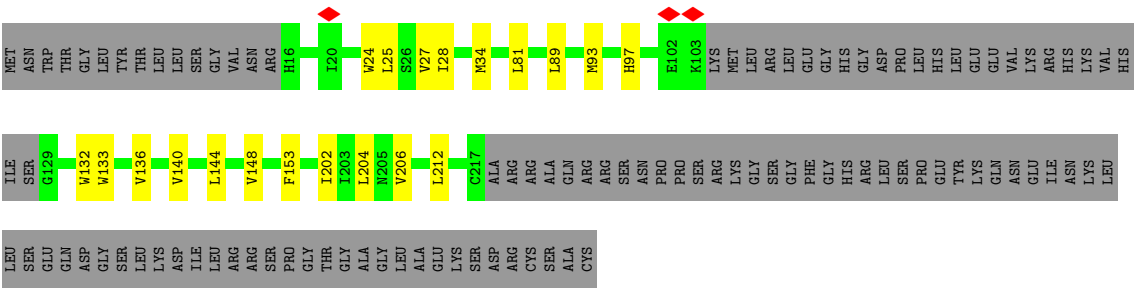 MET ASN TRP THR GLY LEU TYR THR LEU LEU SER GLY VAL ASN ARG H16 I20 W24 L25 S26 V27 I28 M34 L81 L89 M93 H97 E102 K103 LYS MET LEU ARG LEU GLU GLY HIS GLY ASP PRO LEU HIS LEU GLU GLU VAL LYS ARG HIS LYS VAL HIS
ILE SER G129 W132 W133 V136 V140 L144 V148 F153 I202 I203 L204 N205 V206 L212 C217 ALA ARG ARG ALA GLN ARG ARG SER ASN PRO PRO SER ARG LYS GLY SER GLY PHE GLY HIS ARG LEU SER PRO GLU TYR LYS GLN ASN GLU ILE ASN LYS LEU
LEU SER GLU GLN ASP GLY SER LEU LYS ASP ILE LEU ARG ARG SER PRO GLY THR GLY ALA GLY LEU ALA GLU LYS SER ASP ARG CYS SER ALA CYS